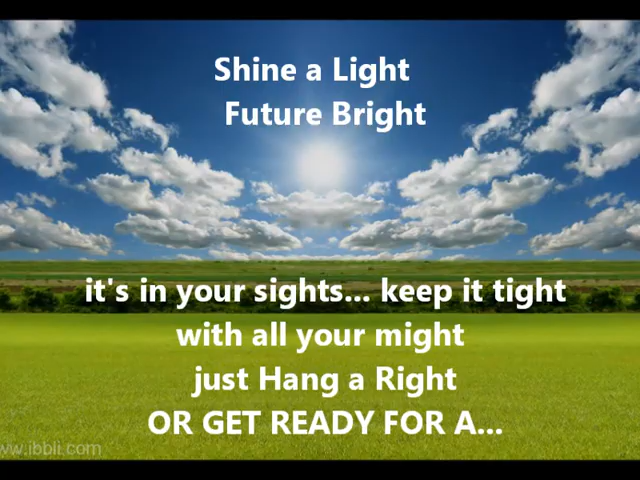 Shine a Light
Future Bright
it's in your sights... keep it tight
with all your might
just Hang a Right
OR GET READY FOR A...
www.ibbii.com